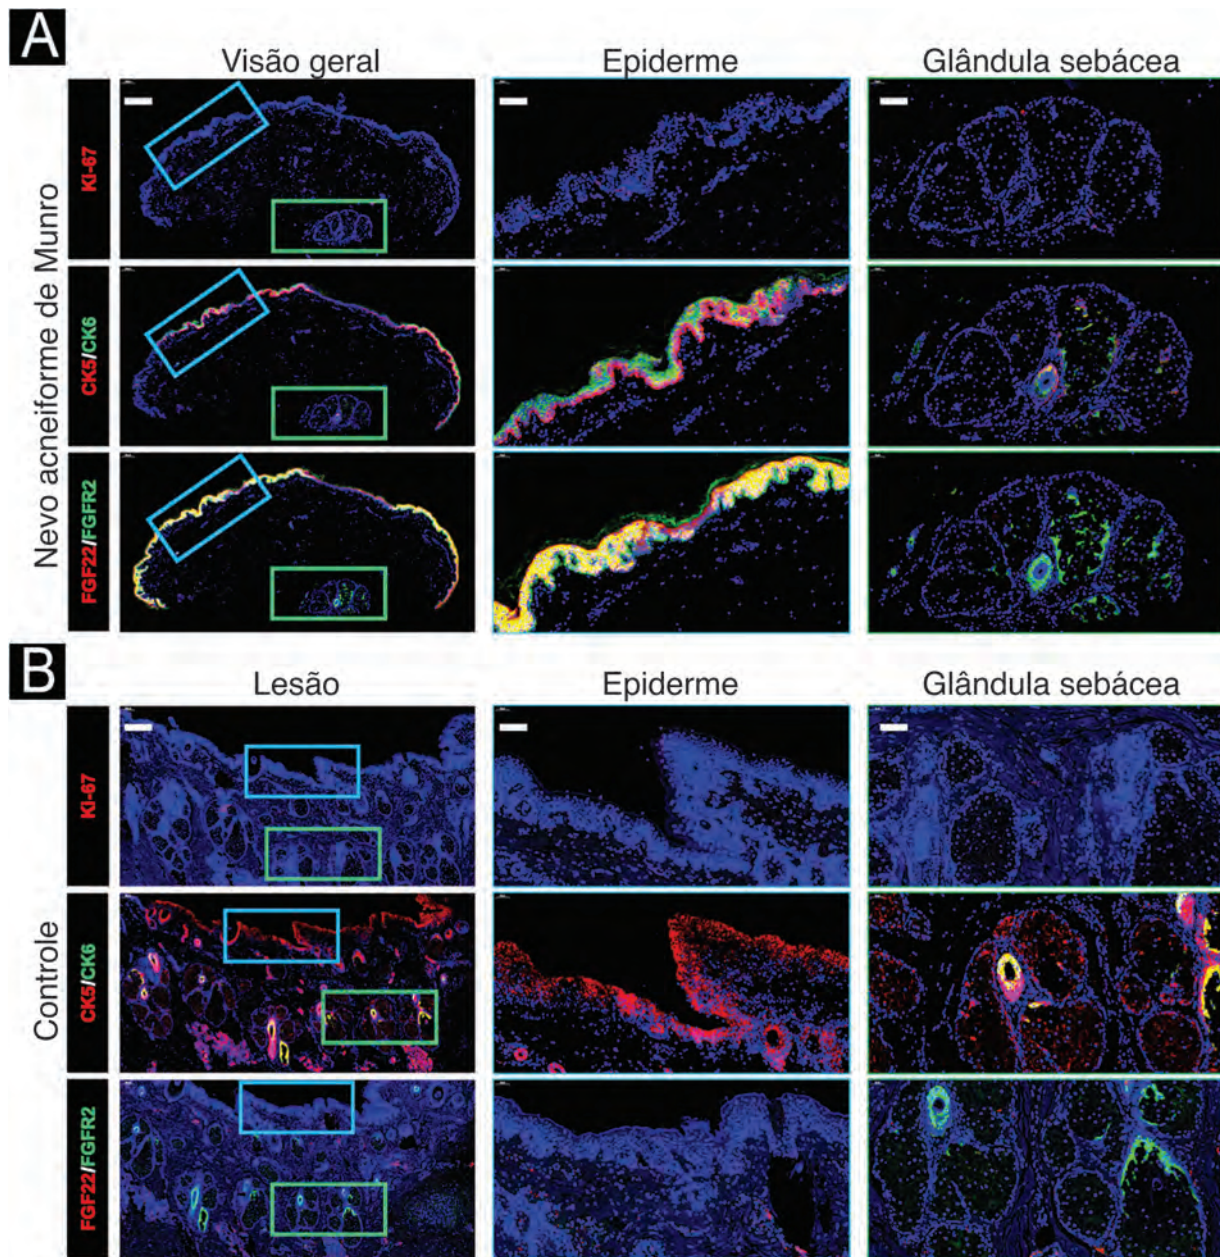 A
Visão geral Epiderme Glândula sebácea
Nevo acneiforme de Munro
KI-67
CK5/CK6
FGF22/FGFR2
B
Lesão Epiderme Glândula sebácea
Controle
KI-67
CK5/CK6
FGF22/FGFR2